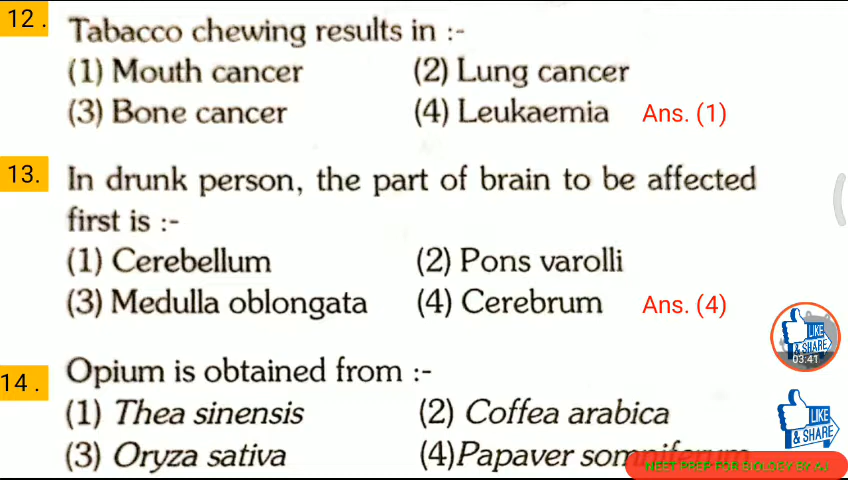 12 .
Tabacco chewing results in :-
(1) Mouth cancer (2) Lung cancer
(3) Bone cancer (4) Leukaemia Ans. (1)
13. In drunk person, the part of brain to be affected
first is :-
(1) Cerebellum (2) Pons varolli
(3) Medulla oblongata (4) Cerebrum Ans. (4)
LIKE
& SHARE
03:41
14 . Opium is obtained from :-
(1) Thea sinensis (2) Coffea arabica
LIKE
& SHARE
(3) Oryza sativa (4)Papaver somniferum
NEET PREP FOR BIOLOGY BY AJ